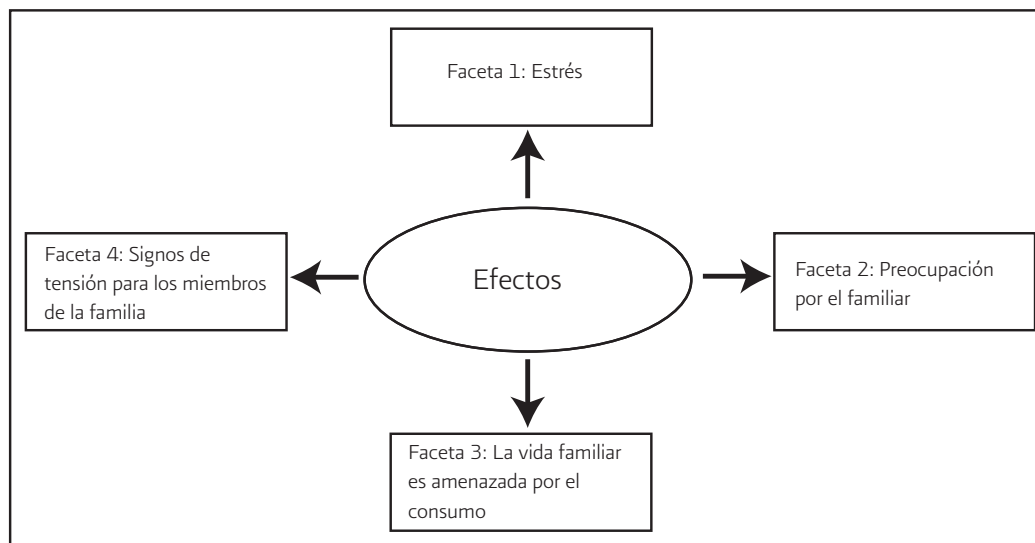 Faceta 1: Estrés
Faceta 4: Signos de
tensión para los miembros
de la familia
Efectos
Faceta 2: Preocupación
por el familiar
Faceta 3: La vida familiar
es amenazada por el
consumo